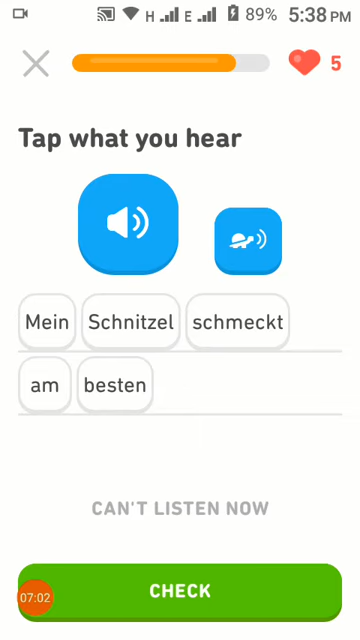 H E 89% 5:38 PM
5
Tap what you hear
Mein Schnitzel schmeckt
am besten
CAN'T LISTEN NOW
CHECK
07:02